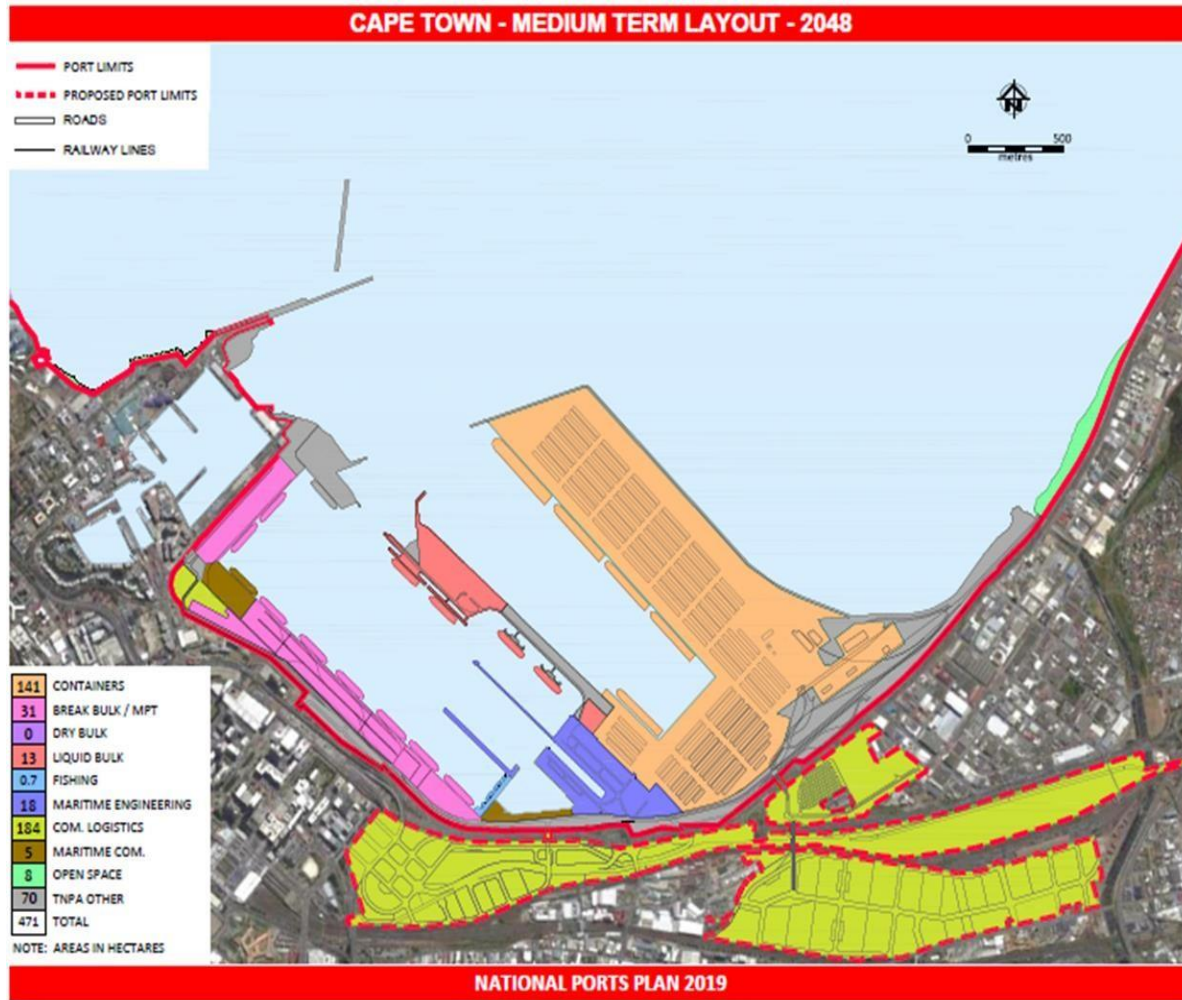 CAPE TOWN - MEDIUM TERM LAYOUT - 2048
PORT LIMITS
PROPOSED PORT LIMITS
ROADS
RAILWAY LINES
N
0 500
metres
141 CONTAINERS
31 BREAK BULK / MPT
0 DRY BULK
13 LIQUID BULK
0.7 FISHING
18 MARITIME ENGINEERING
184 COM. LOGISTICS
5 MARITIME COM.
8 OPEN SPACE
70 TNPA OTHER
471 TOTAL
NOTE: AREAS IN HECTARES
NATIONAL PORTS PLAN 2019